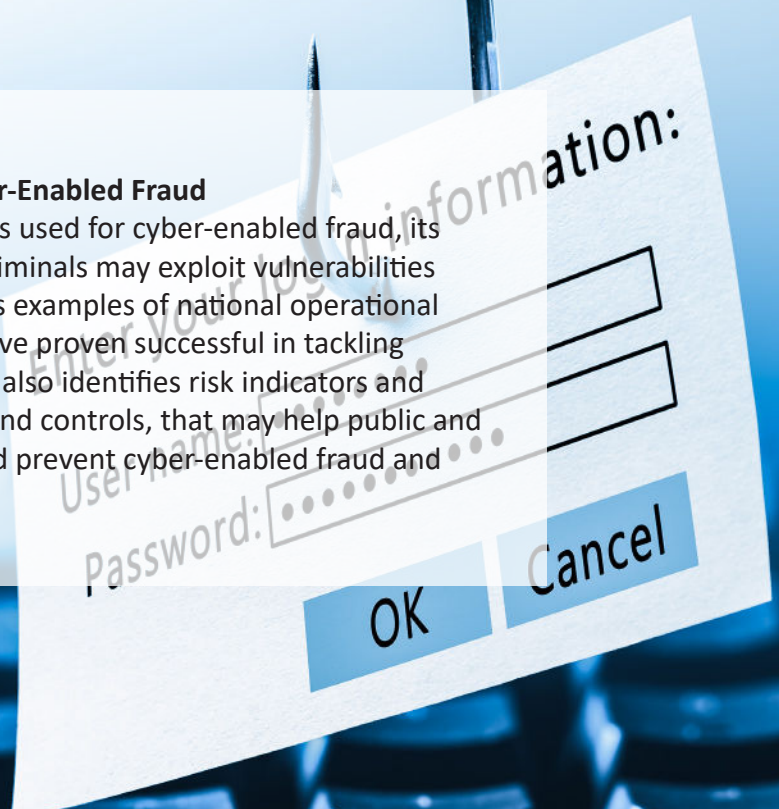 r-Enabled Fraud
s used for cyber-enabled fraud, its
iminals may exploit vulnerabilities
s examples of national operational
ve proven successful in tackling
also identifies risk indicators and
nd controls, that may help public and
d prevent cyber-enabled fraud and
Enter your login information:
User name:
Password:
OK Cancel